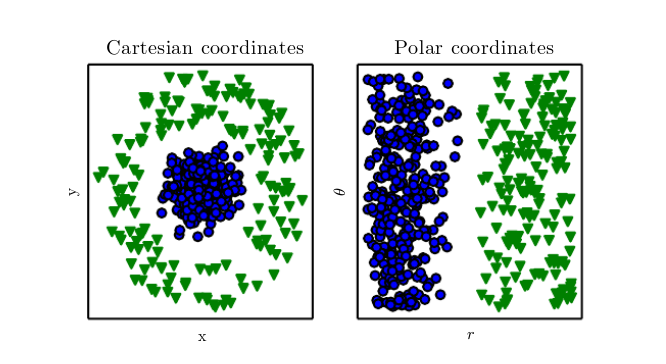 Cartesian coordinates
Polar coordinates
y
θ
x
r